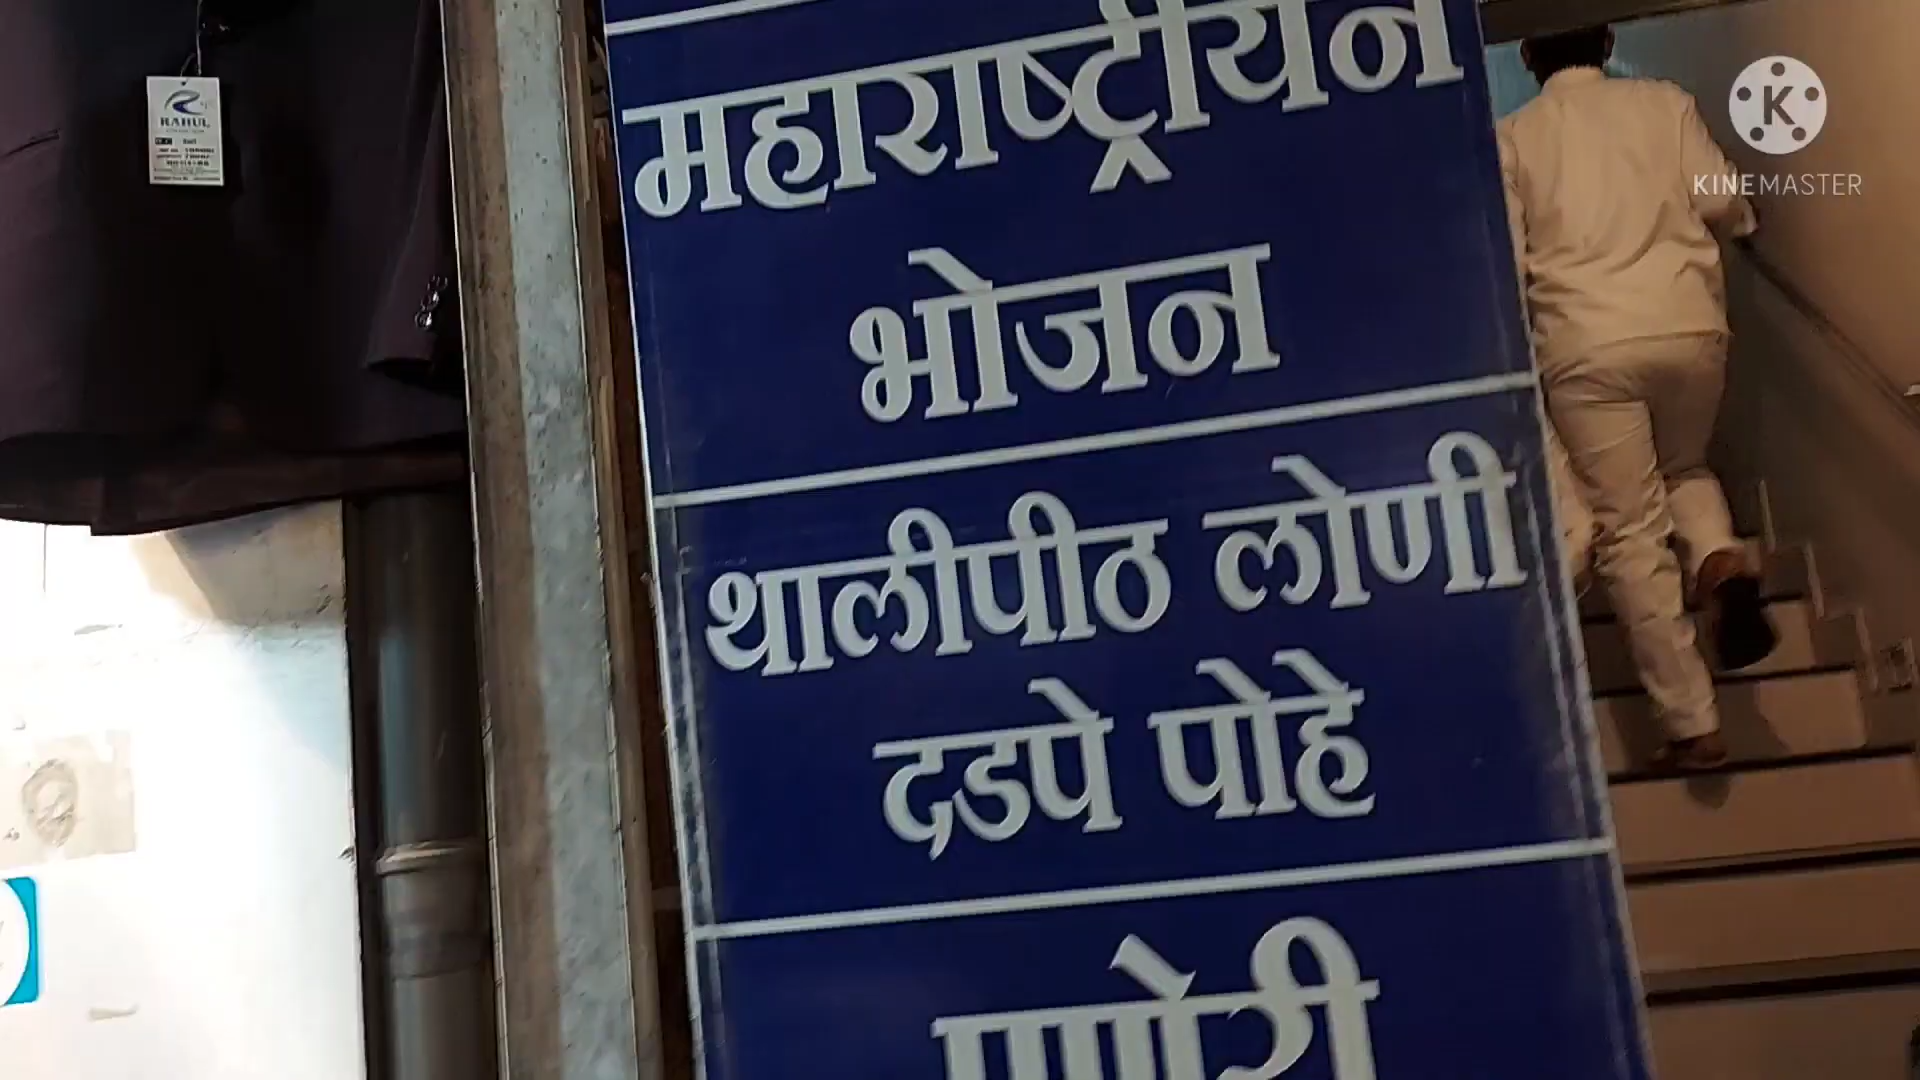 महाराष्ट्रीयन
भोजन
थालीपीठ लोणी
दडपे पोहे
RAHUL
K
KINEMASTER